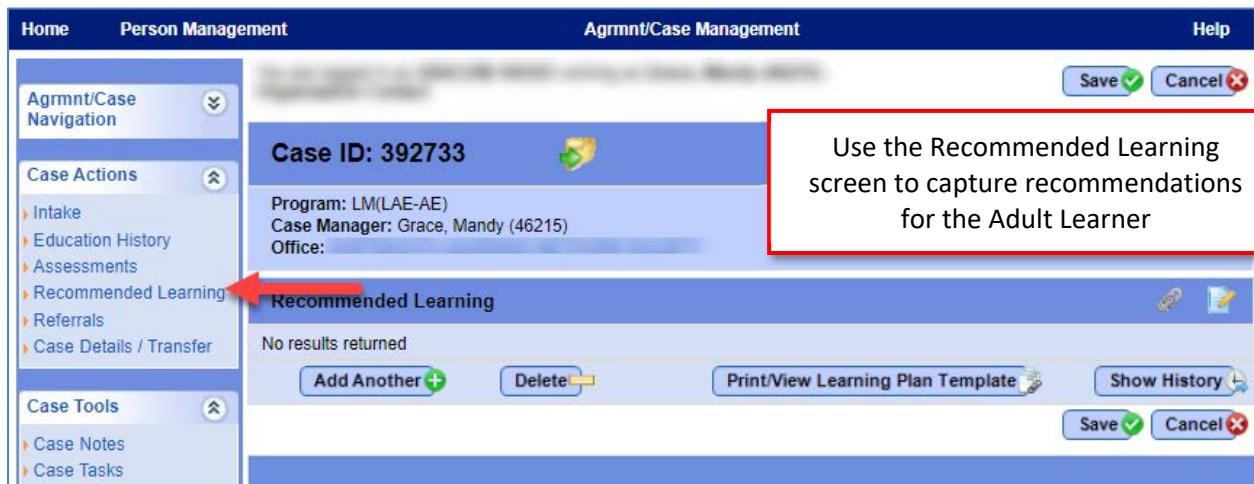 Home Person Management Agrmnt/Case Management Help
Save Cancel
Agrmnt/Case
Navigation
Case ID: 392733
Use the Recommended Learning
screen to capture recommendations
for the Adult Learner
Case Actions
Program: LM(LAE-AE)
Case Manager: Grace, Mandy (46215)
Office:
Intake
Education History
Assessments
Recommended Learning
Referrals
Case Details / Transfer
Recommended Learning
No results returned
Add Another Delete Print/View Learning Plan Template Show History
Save Cancel
Case Tools
Case Notes
Case Tasks